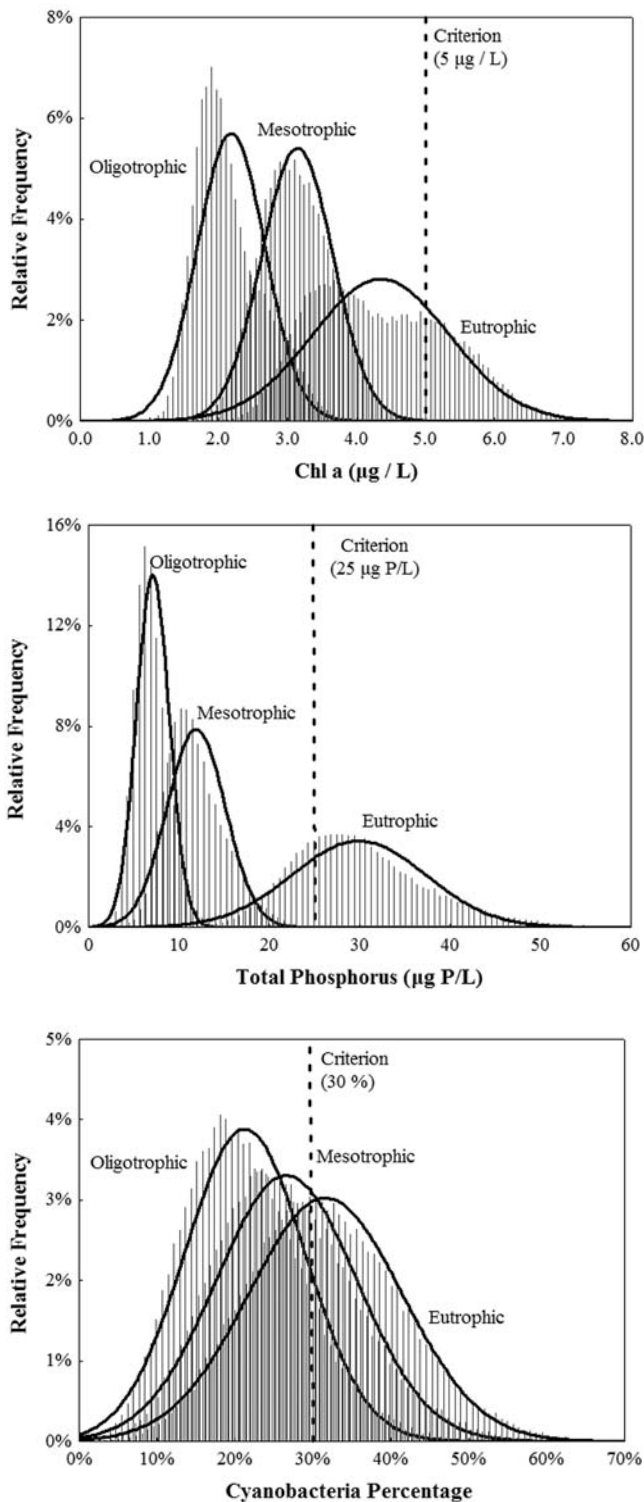 8%
Criterion
(5 µg / L)
6%
Mesotrophic
Oligotrophic
4%
Eutrophic
2%
0%
Relative Frequency
0.0 1.0 2.0 3.0 4.0 5.0 6.0 7.0 8.0
Chl a (µg / L)
16%
Criterion
(25 µg P/L)
Oligotrophic
12%
Mesotrophic
8%
Eutrophic
4%
0%
Relative Frequency
0 10 20 30 40 50 60
Total Phosphorus (µg P/L)
5%
Criterion
(30 %)
4%
Oligotrophic
Mesotrophic
3%
2%
Eutrophic
1%
0%
Relative Frequency
0% 10% 20% 30% 40% 50% 60% 70%
Cyanobacteria Percentage